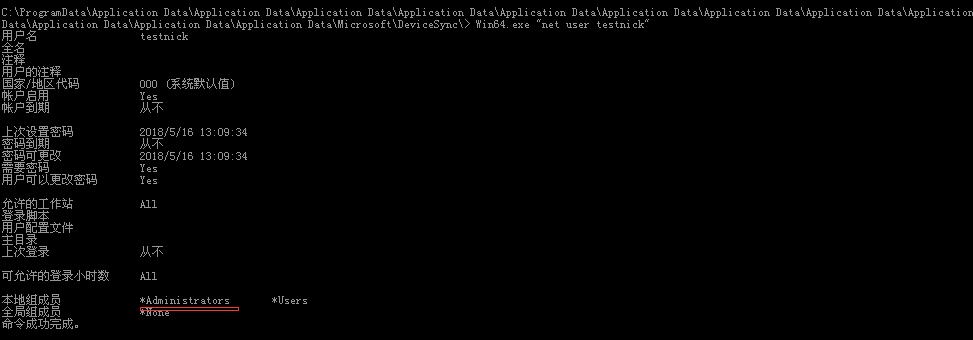 C:\ProgramData\Application Data\Application Data\Application Data\Application Data\Application Data\Application Data\Application Data\Application
Data\Application Data\Application Data\Application Data\Microsoft\DeviceSync\> Win64.exe "net user testnick"
用户名 testnick
全名
注释
用户的注释
国家/地区代码 000 (系统默认值)
帐户启用 Yes
帐户到期 从不
上次设置密码 2018/5/16 13:09:34
密码到期 从不
密码可更改 2018/5/16 13:09:34
需要密码 Yes
用户可以更改密码 Yes
允许的工作站 All
登录脚本
用户配置文件
主目录
上次登录 从不
可允许的登录小时数 All
本地组成员 *Administrators *Users
全局组成员 *None
命令成功完成。